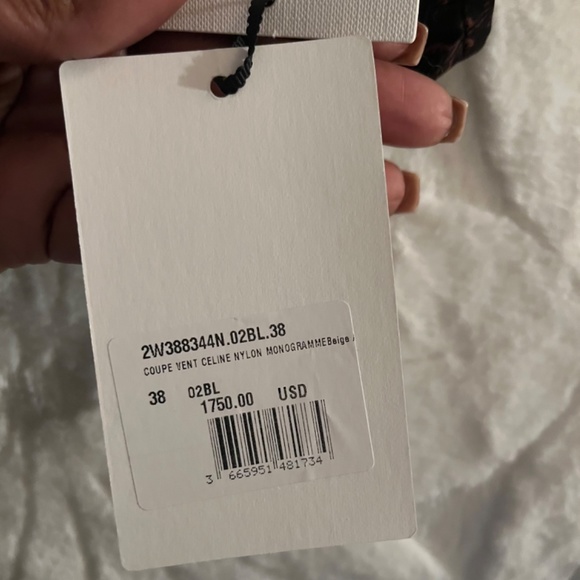 2W388344N.02BL.38
COUPE VENT CELINE NYLON MONOGRAMMEBeige
38 02BL
1750.00 USD
3 665951 481734